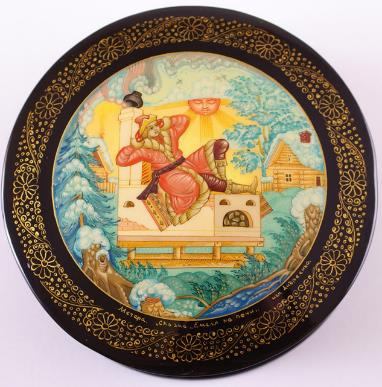 Мстера „Сказка „Емеля на печи„